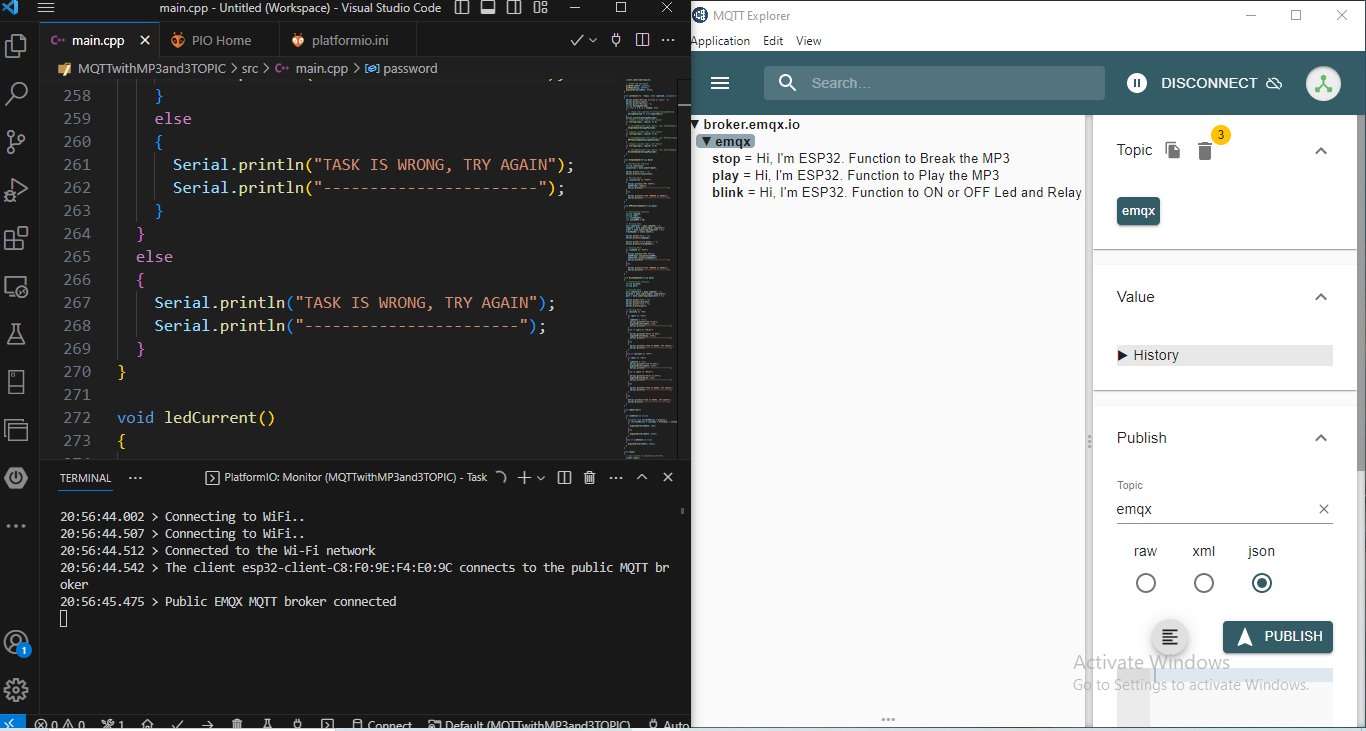 main.cpp - Untitled (Workspace) - Visual Studio Code
main.cpp
PIO Home
platformio.ini
MQTTwithMP3and3TOPIC > src > main.cpp > password
258 }
259 else
260 {
261 Serial.println("TASK IS WRONG, TRY AGAIN");
262 Serial.println("-----------------------");
263 }
264 }
265 else
266 {
267 Serial.println("TASK IS WRONG, TRY AGAIN");
268 Serial.println("-----------------------");
269 }
270 }
271
272 void ledCurrent()
273 {
TERMINAL
PlatformIO: Monitor (MQTTwithMP3and3TOPIC) - Task
20:56:44.002 > Connecting to WiFi..
20:56:44.507 > Connecting to WiFi..
20:56:44.512 > Connected to the Wi-Fi network
20:56:44.542 > The client esp32-client-C8:F0:9E:F4:E0:9C connects to the public MQTT br
oker
20:56:45.475 > Public EMQX MQTT broker connected
1
0 0 1 Connect Default (MQTTwithMP3and3TOPIC) Auto
MQTT Explorer
Application Edit View
Search...
DISCONNECT
broker.emqx.io
emqx
stop = Hi, I'm ESP32. Function to Break the MP3
play = Hi, I'm ESP32. Function to Play the MP3
blink = Hi, I'm ESP32. Function to ON or OFF Led and Relay
Topic
3
emqx
Value
History
Publish
Topic
emqx
raw xml json
PUBLISH
Activate Windows
Go to Settings to activate Windows.